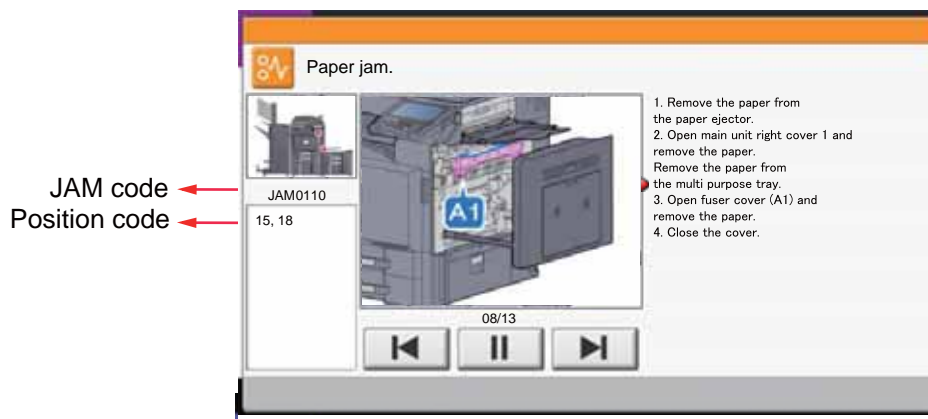 Paper jam.
JAM code
Position code
JAM0110
15, 18
A1
08/13
1. Remove the paper from
the paper ejector.
2. Open main unit right cover 1 and
remove the paper.
Remove the paper from
the multi purpose tray.
3. Open fuser cover (A1) and
remove the paper.
4. Close the cover.